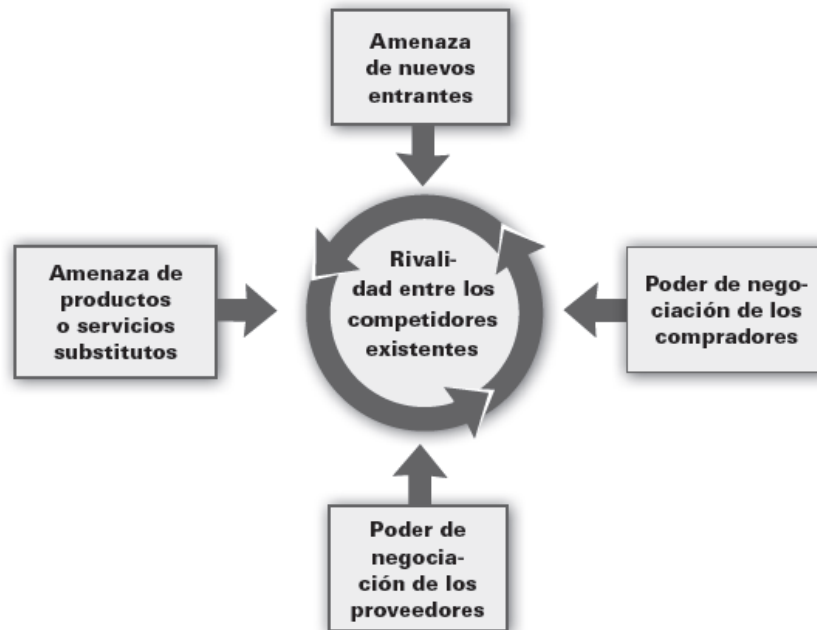 Amenaza
de nuevos
entrantes
Amenaza de
productos
o servicios
substitutos
Rivali-
dad entre los
competidores
existentes
Poder de nego-
ciación de los
compradores
Poder de
negocia-
ción de los
proveedores